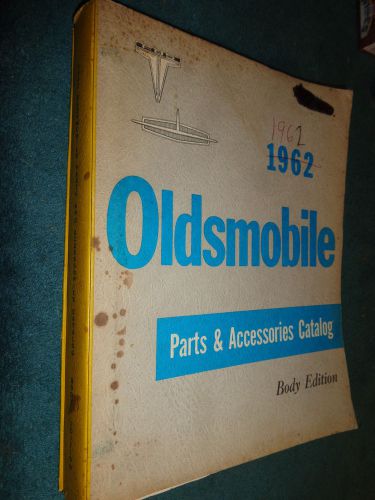 1962
1962
Oldsmobile
Parts & Accessories Catalog
Body Edition